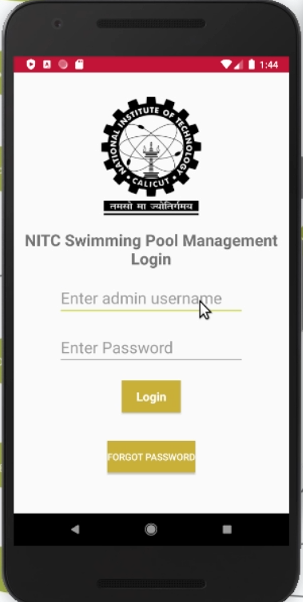 1:44
NATIONAL INSTITUTE OF TECHNOLOGY
CALICUT
तमसो मा ज्योतिर्गमय
NITC Swimming Pool Management
Login
Enter admin username
Enter Password
Login
FORGOT PASSWORD